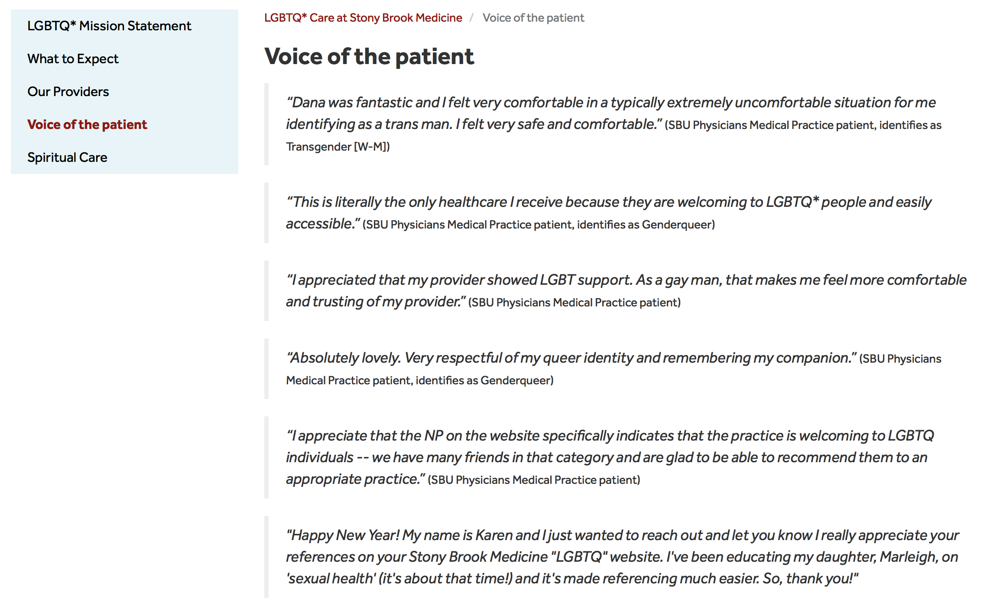 LGBTQ* Mission Statement
What to Expect
Our Providers
Voice of the patient
Spiritual Care
LGBTQ* Care at Stony Brook Medicine / Voice of the patient
Voice of the patient
“Dana was fantastic and I felt very comfortable in a typically extremely uncomfortable situation for me
identifying as a trans man. I felt very safe and comfortable.” (SBU Physicians Medical Practice patient, identifies as
Transgender [W-M])
“This is literally the only healthcare I receive because they are welcoming to LGBTQ* people and easily
accessible.” (SBU Physicians Medical Practice patient, identifies as Genderqueer)
“I appreciated that my provider showed LGBT support. As a gay man, that makes me feel more comfortable
and trusting of my provider.” (SBU Physicians Medical Practice patient)
“Absolutely lovely. Very respectful of my queer identity and remembering my companion.” (SBU Physicians
Medical Practice patient, identifies as Genderqueer)
“I appreciate that the NP on the website specifically indicates that the practice is welcoming to LGBTQ
individuals -- we have many friends in that category and are glad to be able to recommend them to an
appropriate practice.” (SBU Physicians Medical Practice patient)
"Happy New Year! My name is Karen and I just wanted to reach out and let you know I really appreciate your
references on your Stony Brook Medicine "LGBTQ" website. I've been educating my daughter, Marleigh, on
'sexual health' (it's about that time!) and it's made referencing much easier. So, thank you!"